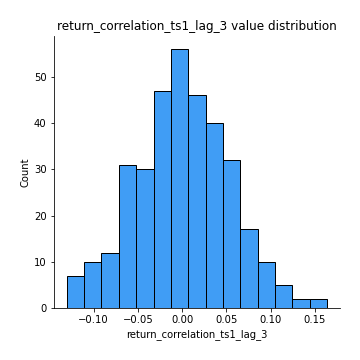 return_correlation_ts1_lag_3 value distribution
Count
50
40
30
20
10
0
−0.10 −0.05 0.00 0.05 0.10 0.15
return_correlation_ts1_lag_3